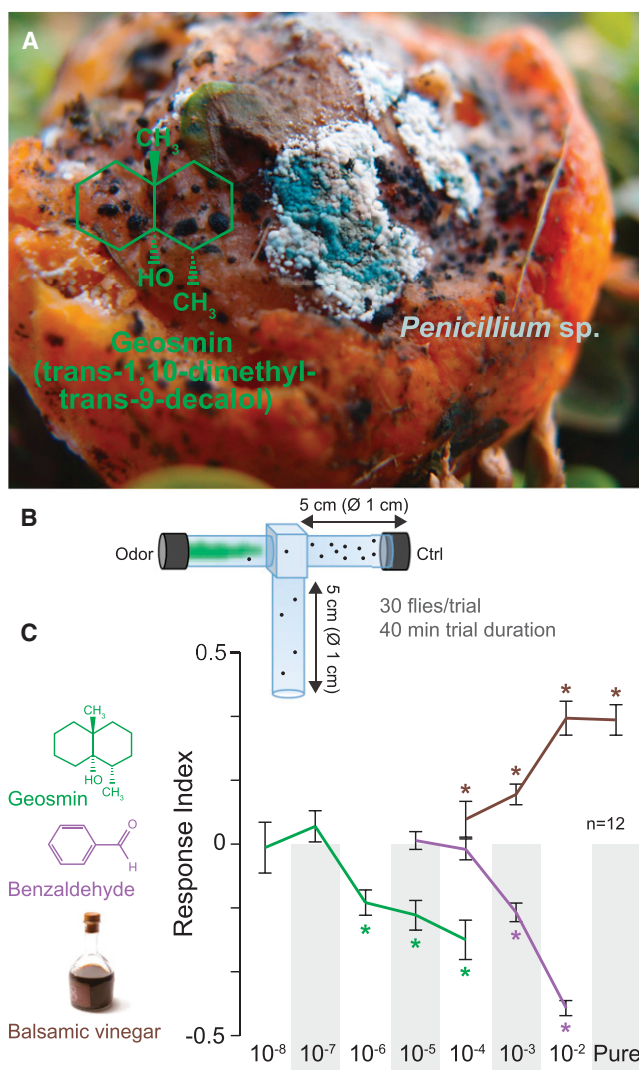 A
CH₃
HO
CH₃
Geosmin
(trans-1,10-dimethyl-
trans-9-decalol)
Penicillium sp.
B
5 cm (Ø 1 cm)
Odor
Ctrl
5 cm (Ø 1 cm)
30 flies/trial
40 min trial duration
C
0.5
CH₃
HO
CH₃
Geosmin
O
H
Benzaldehyde
Balsamic vinegar
Response Index
* *
*
*
n=12
0
* * *
*
*
-0.5
10⁻⁸ 10⁻⁷ 10⁻⁶ 10⁻⁵ 10⁻⁴ 10⁻³ 10⁻² Pure